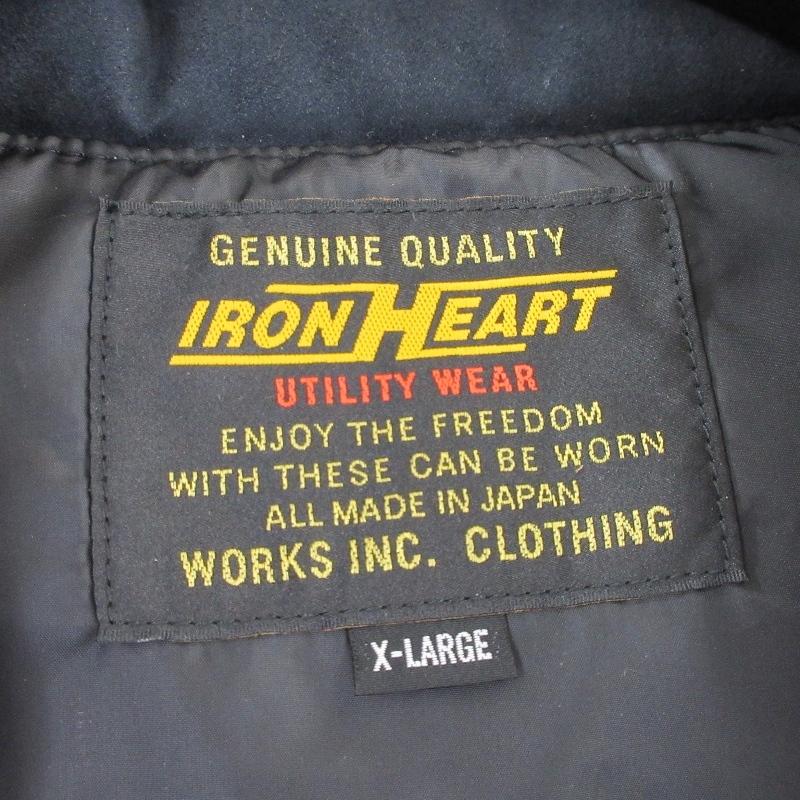 GENUINE QUALITY
IRON HEART
UTILITY WEAR
ENJOY THE FREEDOM
WITH THESE CAN BE WORN
ALL MADE IN JAPAN
WORKS INC. CLOTHING
X-LARGE